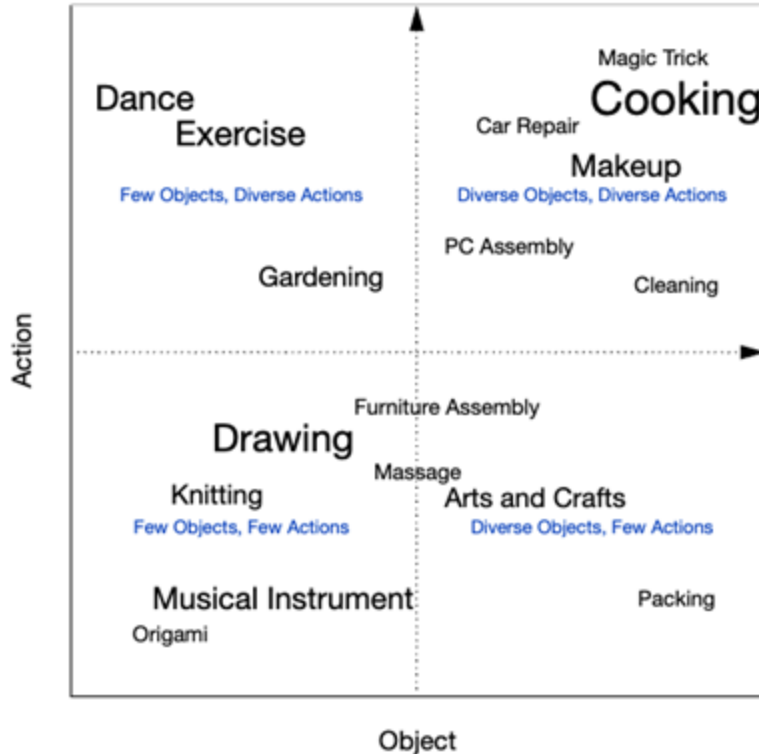 Magic Trick
Dance
Cooking
Exercise
Car Repair
Makeup
Few Objects, Diverse Actions
Diverse Objects, Diverse Actions
PC Assembly
Gardening
Cleaning
Action
Furniture Assembly
Drawing
Massage
Knitting
Arts and Crafts
Few Objects, Few Actions
Diverse Objects, Few Actions
Musical Instrument
Packing
Origami
Object